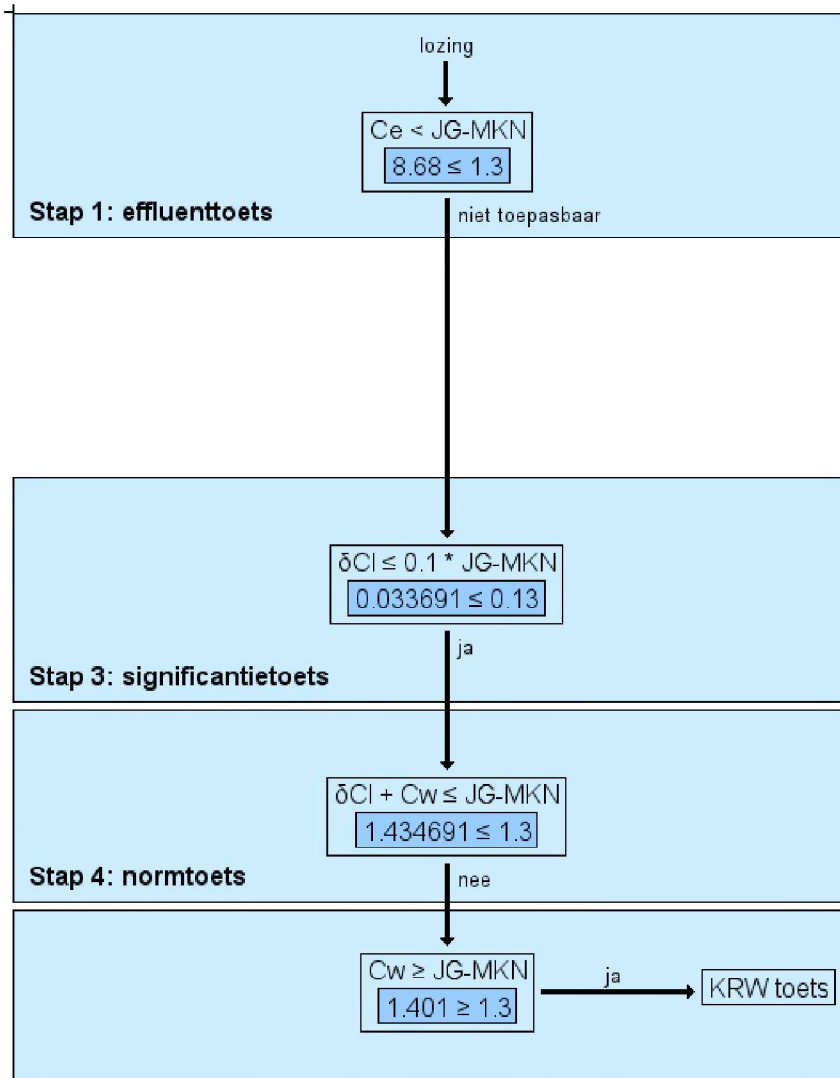 lozing
Ce < JG-MKN
8.68 ≤ 1.3
Stap 1: effluenttoets
niet toepasbaar
δCl ≤ 0.1 * JG-MKN
0.033691 ≤ 0.13
ja
Stap 3: significantietoets
δCl + Cw ≤ JG-MKN
1.434691 ≤ 1.3
Stap 4: normtoets
nee
Cw ≥ JG-MKN
1.401 ≥ 1.3
ja
KRW toets